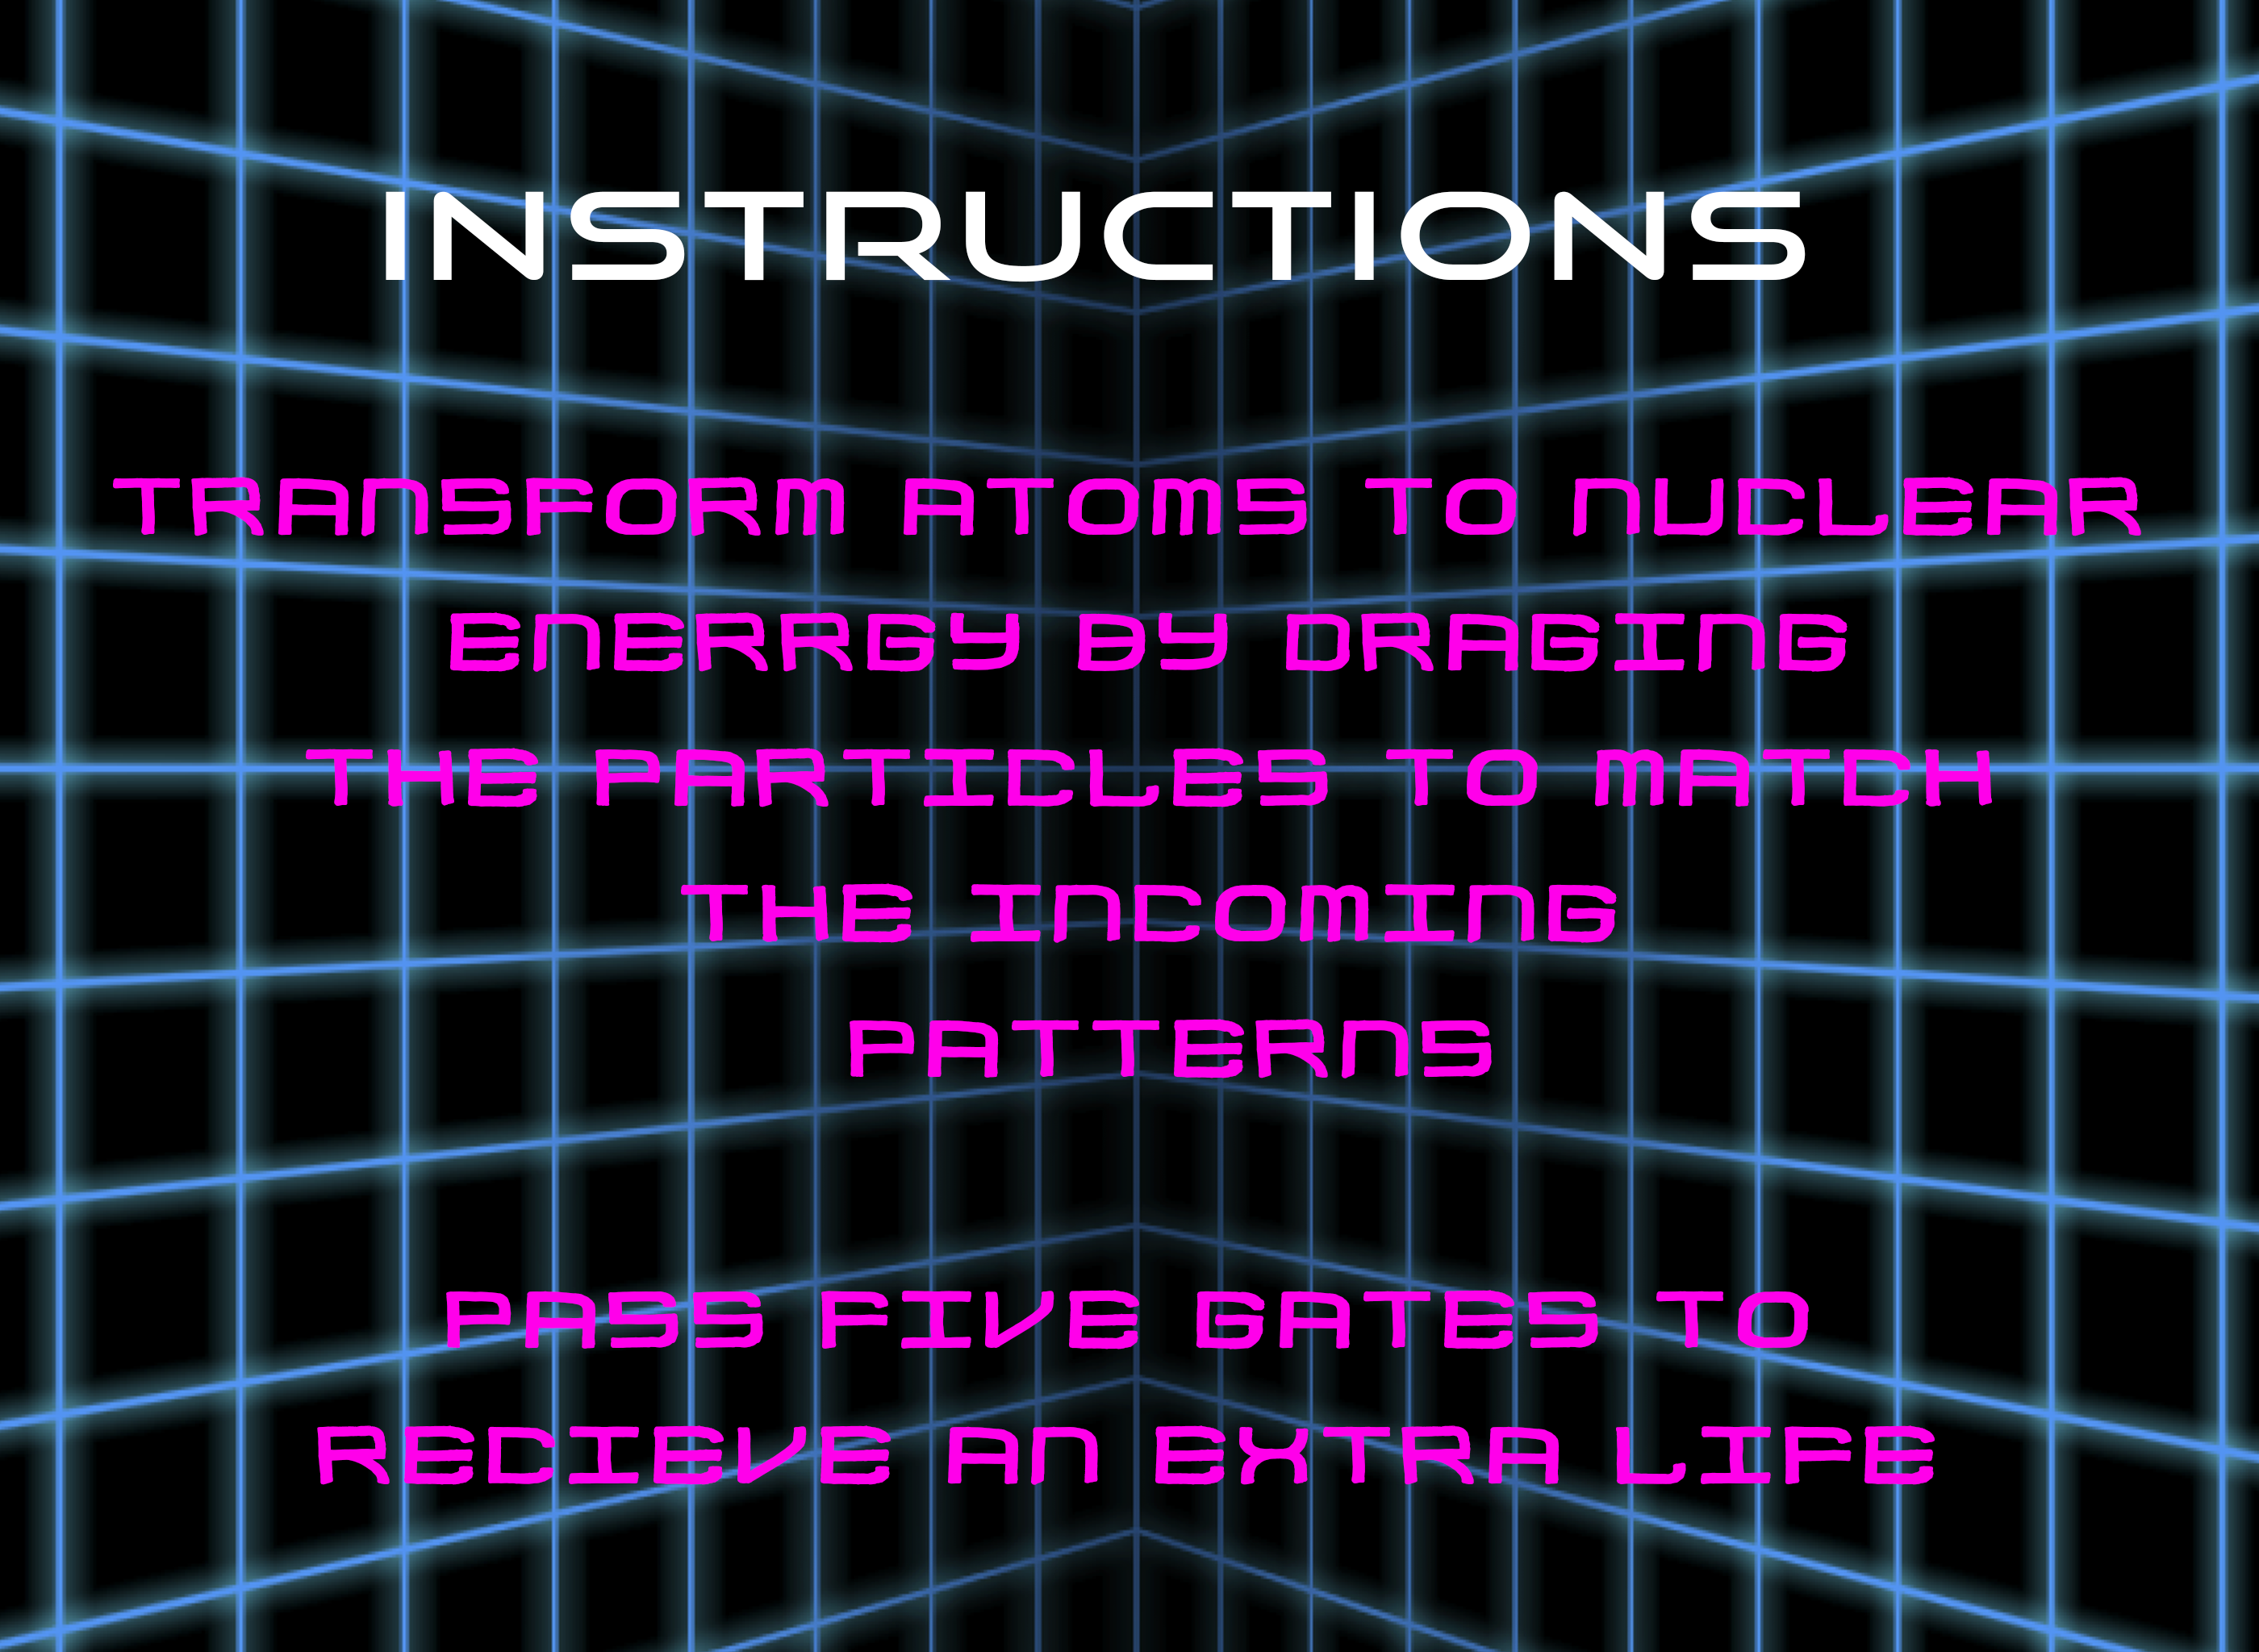 INSTRUCTIONS
TRANSFORM ATOMS TO NUCLEAR
ENERRGY BY DRAGING
THE PARTICLES TO MATCH
THE INCOMING
PATTERNS
PASS FIVE GATES TO
RECIEVE AN EXTRA LIFE